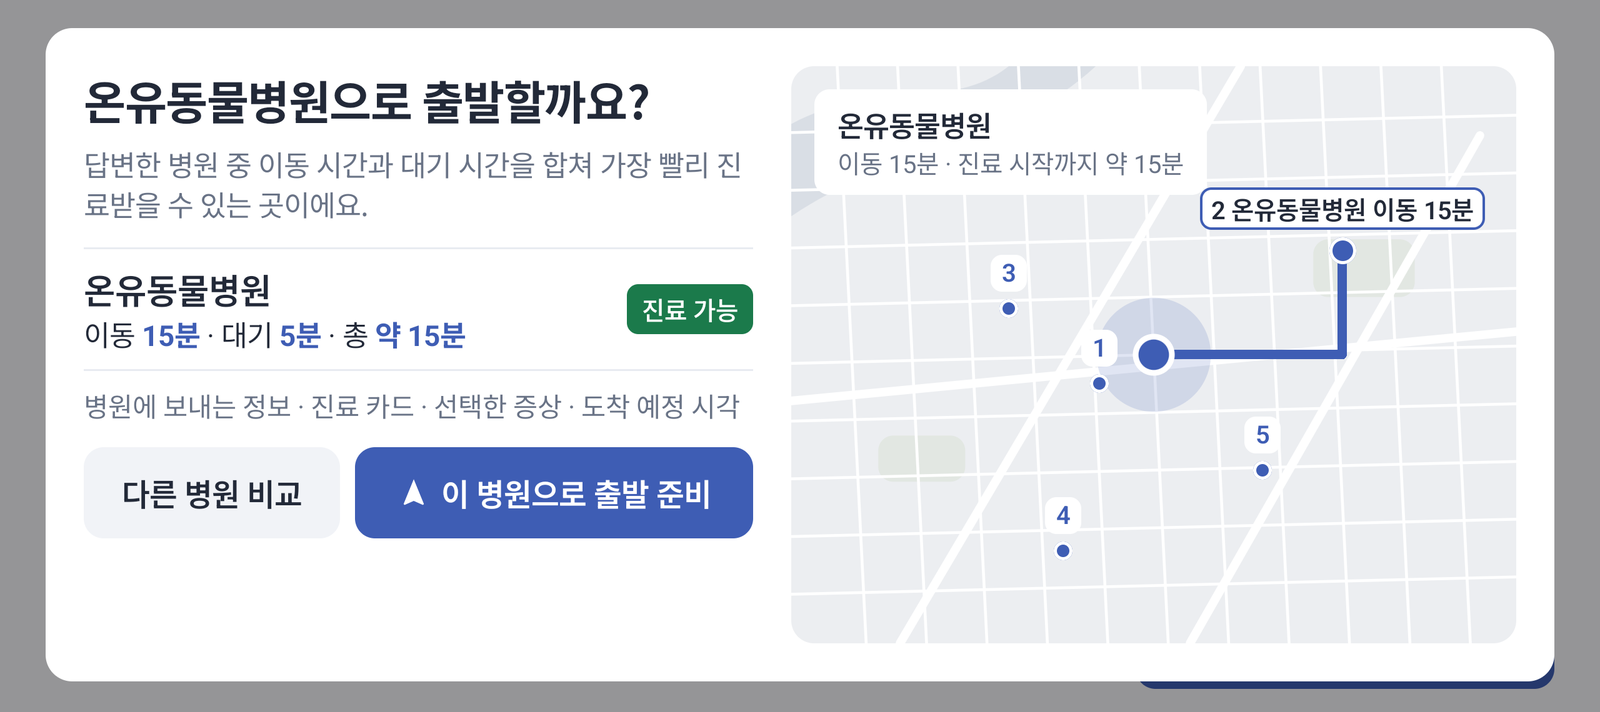 온유동물병원으로 출발할까요?
답변한 병원 중 이동 시간과 대기 시간을 합쳐 가장 빨리 진
료받을 수 있는 곳이에요.
온유동물병원
이동 15분 · 대기 5분 · 총 약 15분
진료 가능
병원에 보내는 정보 · 진료 카드 · 선택한 증상 · 도착 예정 시각
다른 병원 비교
이 병원으로 출발 준비
온유동물병원
이동 15분 · 진료 시작까지 약 15분
2 온유동물병원 이동 15분
3
1
5
4